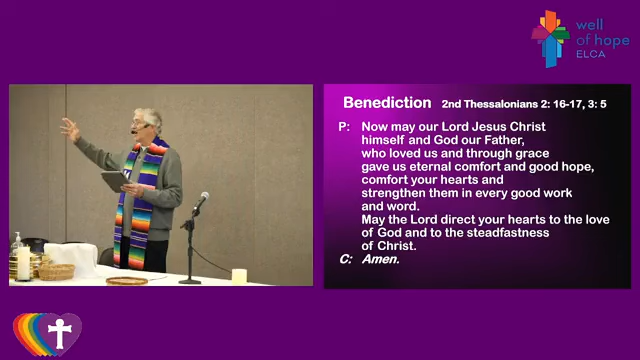 well
of hope
ELCA
Benediction 2nd Thessalonians 2: 16-17, 3: 5
P: Now may our Lord Jesus Christ
himself and God our Father,
who loved us and through grace
gave us eternal comfort and good hope,
comfort your hearts and
strengthen them in every good work
and word.
May the Lord direct your hearts to the love
of God and to the steadfastness
of Christ.
C: Amen.